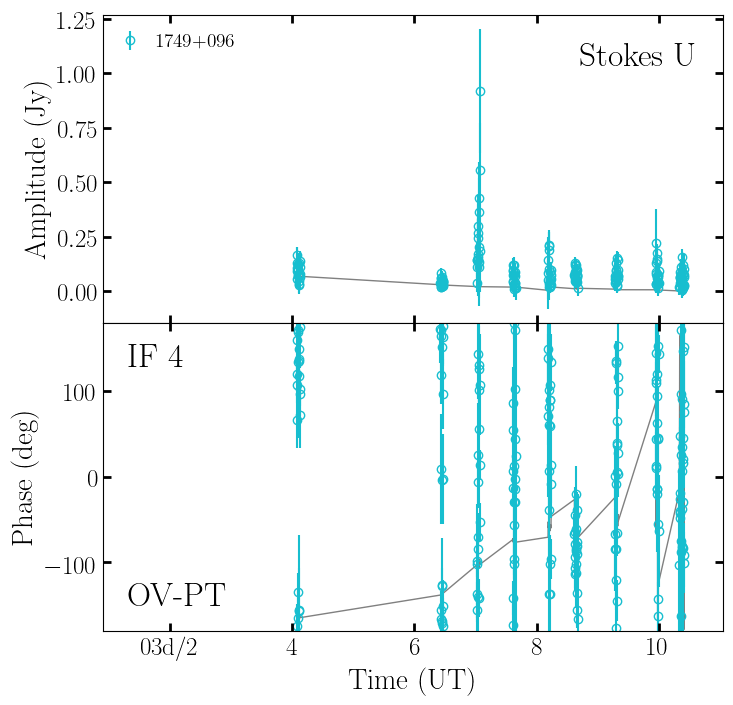 1.25
1749+096
Stokes U
1.00
0.75
0.50
0.25
0.00
Amplitude (Jy)
IF 4
100
0
−100
Phase (deg)
OV-PT
03d/2 4 6 8 10
Time (UT)